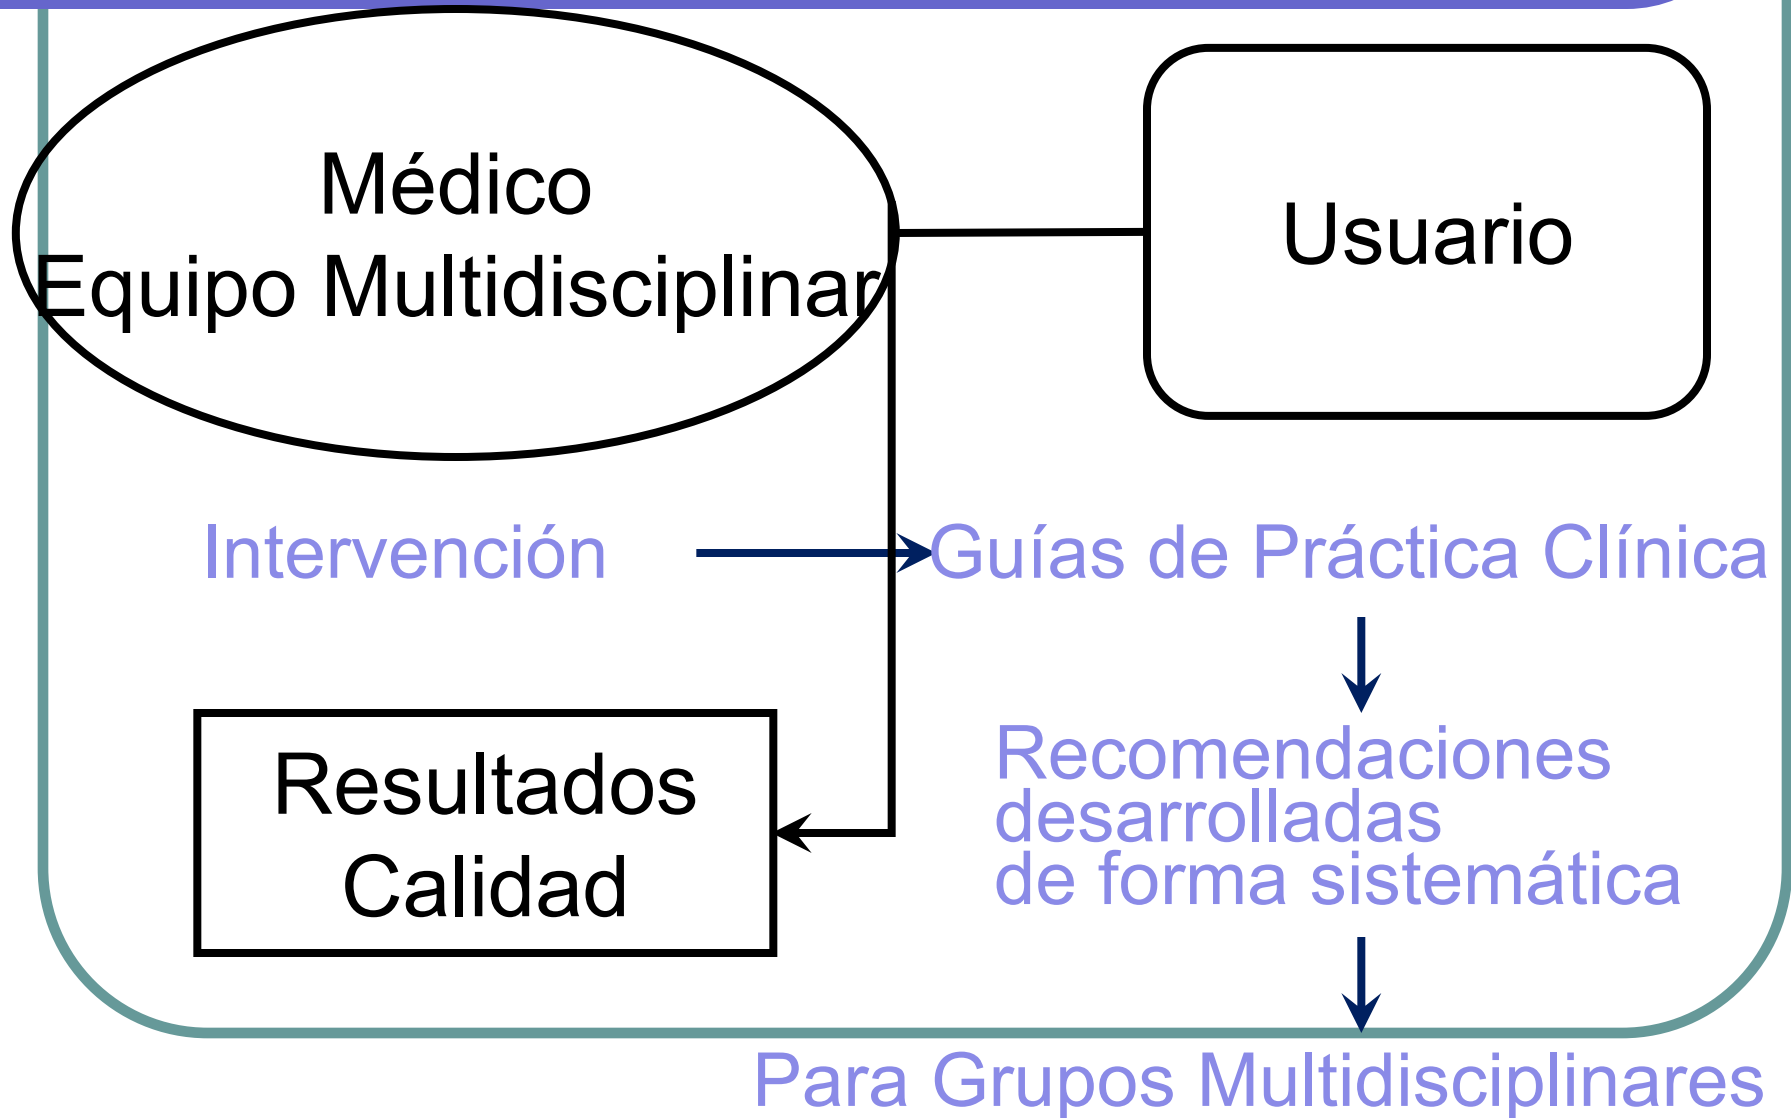 Médico
Equipo Multidisciplinar
Usuario
Intervención
Guías de Práctica Clínica
Resultados
Calidad
Recomendaciones
desarrolladas
de forma sistemática
Para Grupos Multidisciplinares